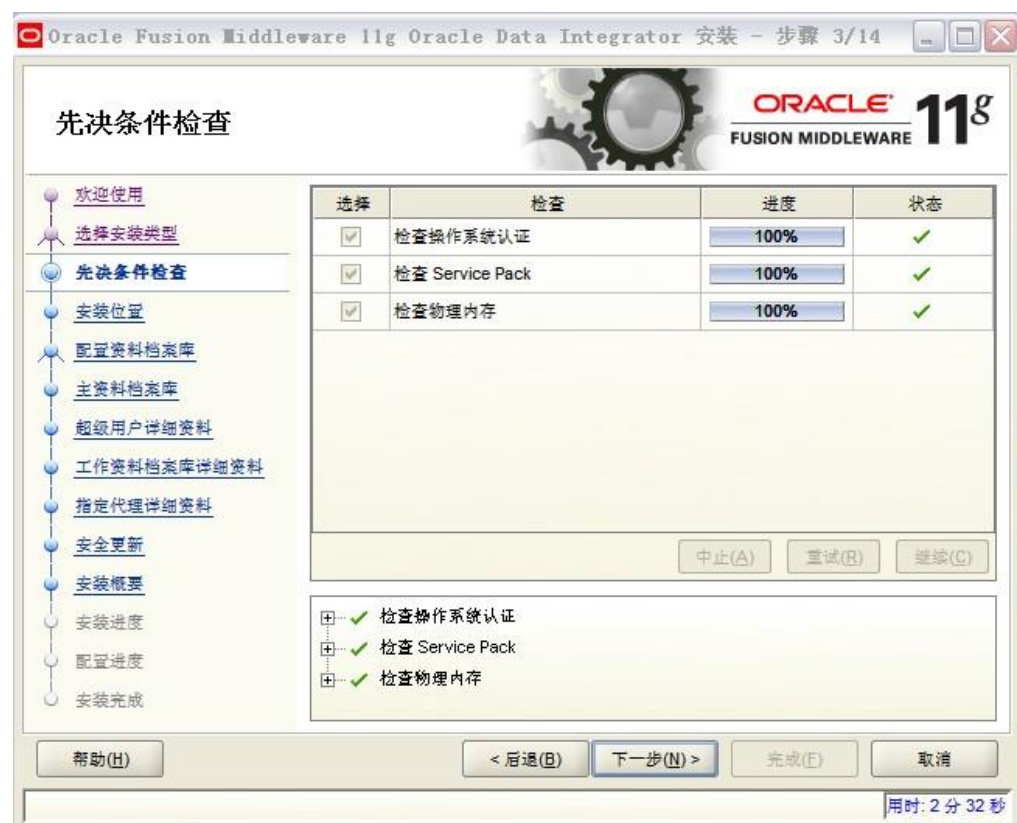 Oracle Fusion Middleware 11g Oracle Data Integrator 安装 - 步骤 3/14
先决条件检查
ORACLE
FUSION MIDDLEWARE 11g
欢迎使用
选择安装类型
先决条件检查
安装位置
配置资料档案库
主资料档案库
超级用户详细资料
工作资料档案库详细资料
指定代理详细资料
安全更新
安装概要
安装进度
配置进度
安装完成
选择 检查 进度 状态
检查操作系统认证 100%
检查 Service Pack 100%
检查物理内存 100%
中止(A) 重试(R) 继续(C)
检查操作系统认证
检查 Service Pack
检查物理内存
帮助(H) < 后退(B) 下一步(N) > 完成(F) 取消
用时: 2 分 32 秒